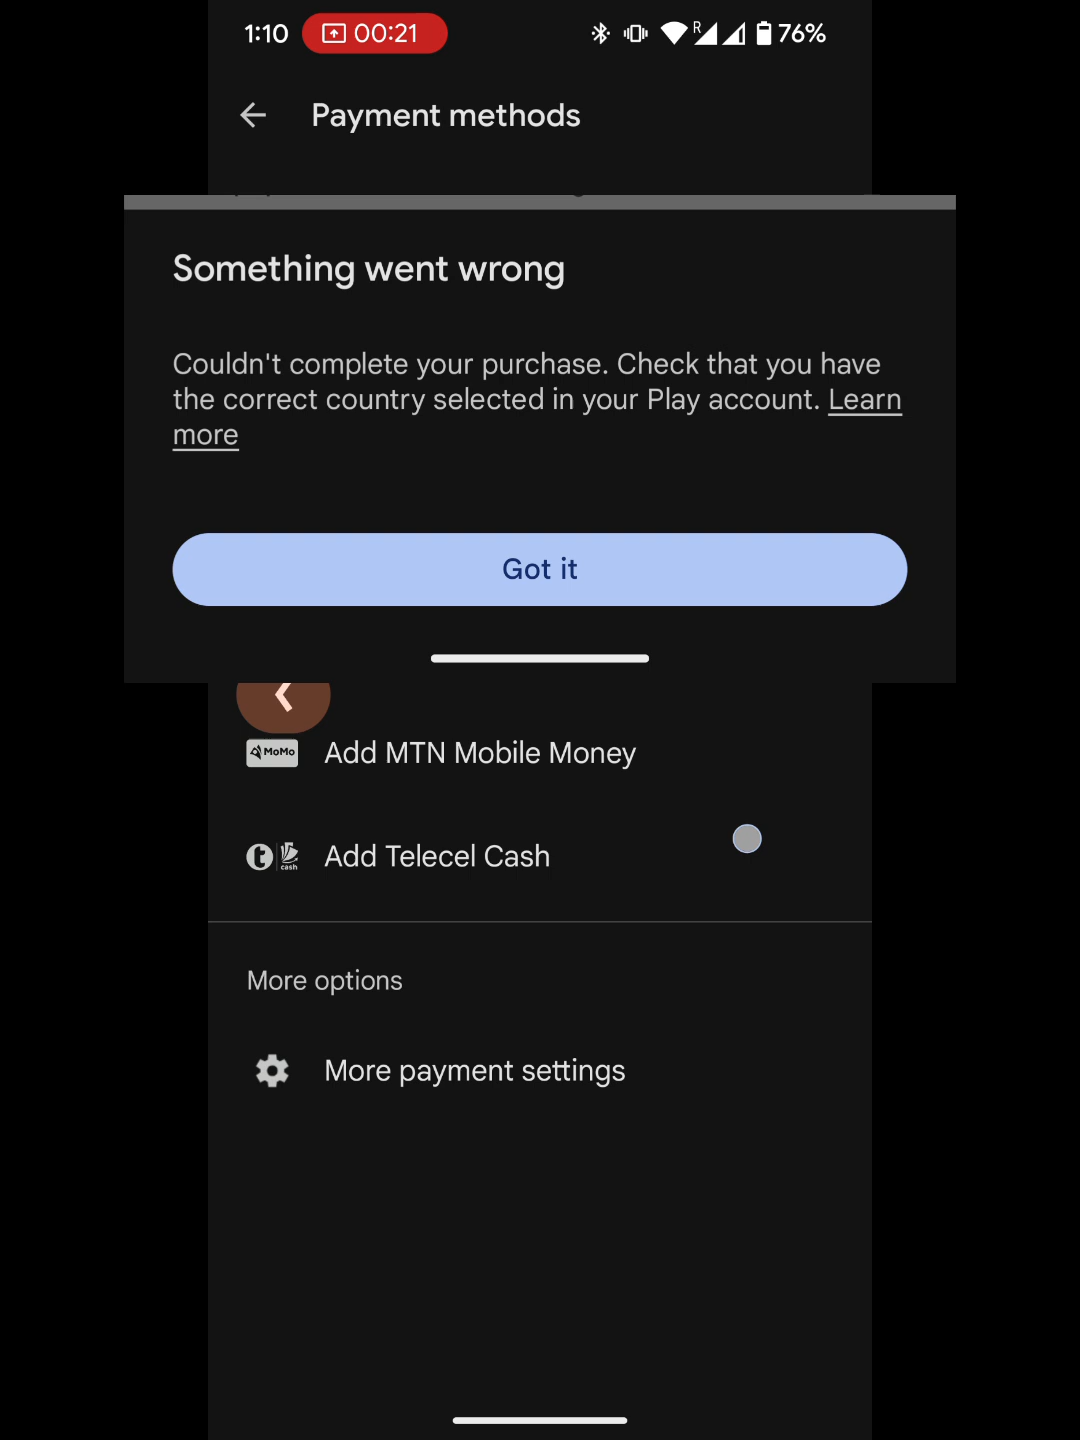 1:10 00:21 R 76%
Payment methods
Something went wrong
Couldn't complete your purchase. Check that you have
the correct country selected in your Play account. Learn
more
Got it
MoMo Add MTN Mobile Money
t cash Add Telecel Cash
More options
More payment settings